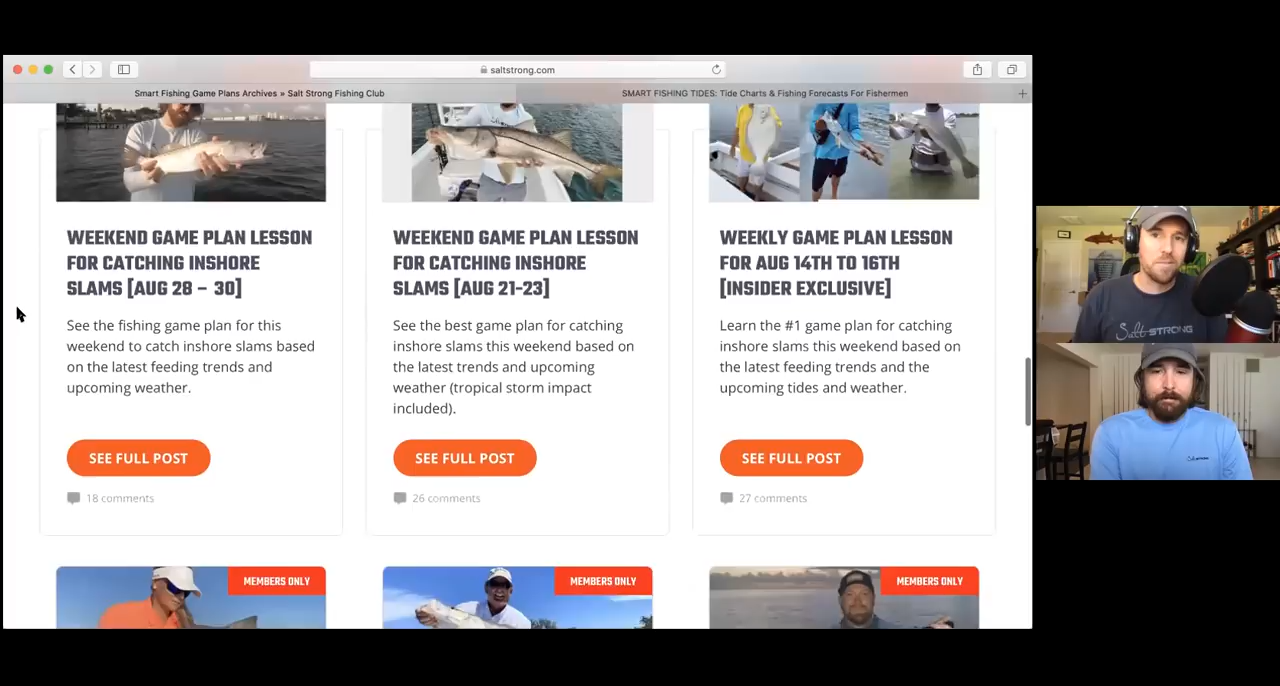 saltstrong.com
Smart Fishing Game Plans Archives » Salt Strong Fishing Club
SMART FISHING TIDES: Tide Charts & Fishing Forecasts For Fishermen
WEEKEND GAME PLAN LESSON
FOR CATCHING INSHORE
SLAMS [AUG 28 – 30]
See the fishing game plan for this
weekend to catch inshore slams based
on the latest feeding trends and
upcoming weather.
SEE FULL POST
18 comments
WEEKEND GAME PLAN LESSON
FOR CATCHING INSHORE
SLAMS [AUG 21-23]
See the best game plan for catching
inshore slams this weekend based on
the latest trends and upcoming
weather (tropical storm impact
included).
SEE FULL POST
26 comments
WEEKLY GAME PLAN LESSON
FOR AUG 14TH TO 16TH
[INSIDER EXCLUSIVE]
Learn the #1 game plan for catching
inshore slams this weekend based on
the latest feeding trends and the
upcoming tides and weather.
SEE FULL POST
27 comments
MEMBERS ONLY
MEMBERS ONLY
MEMBERS ONLY
Salt STRONG